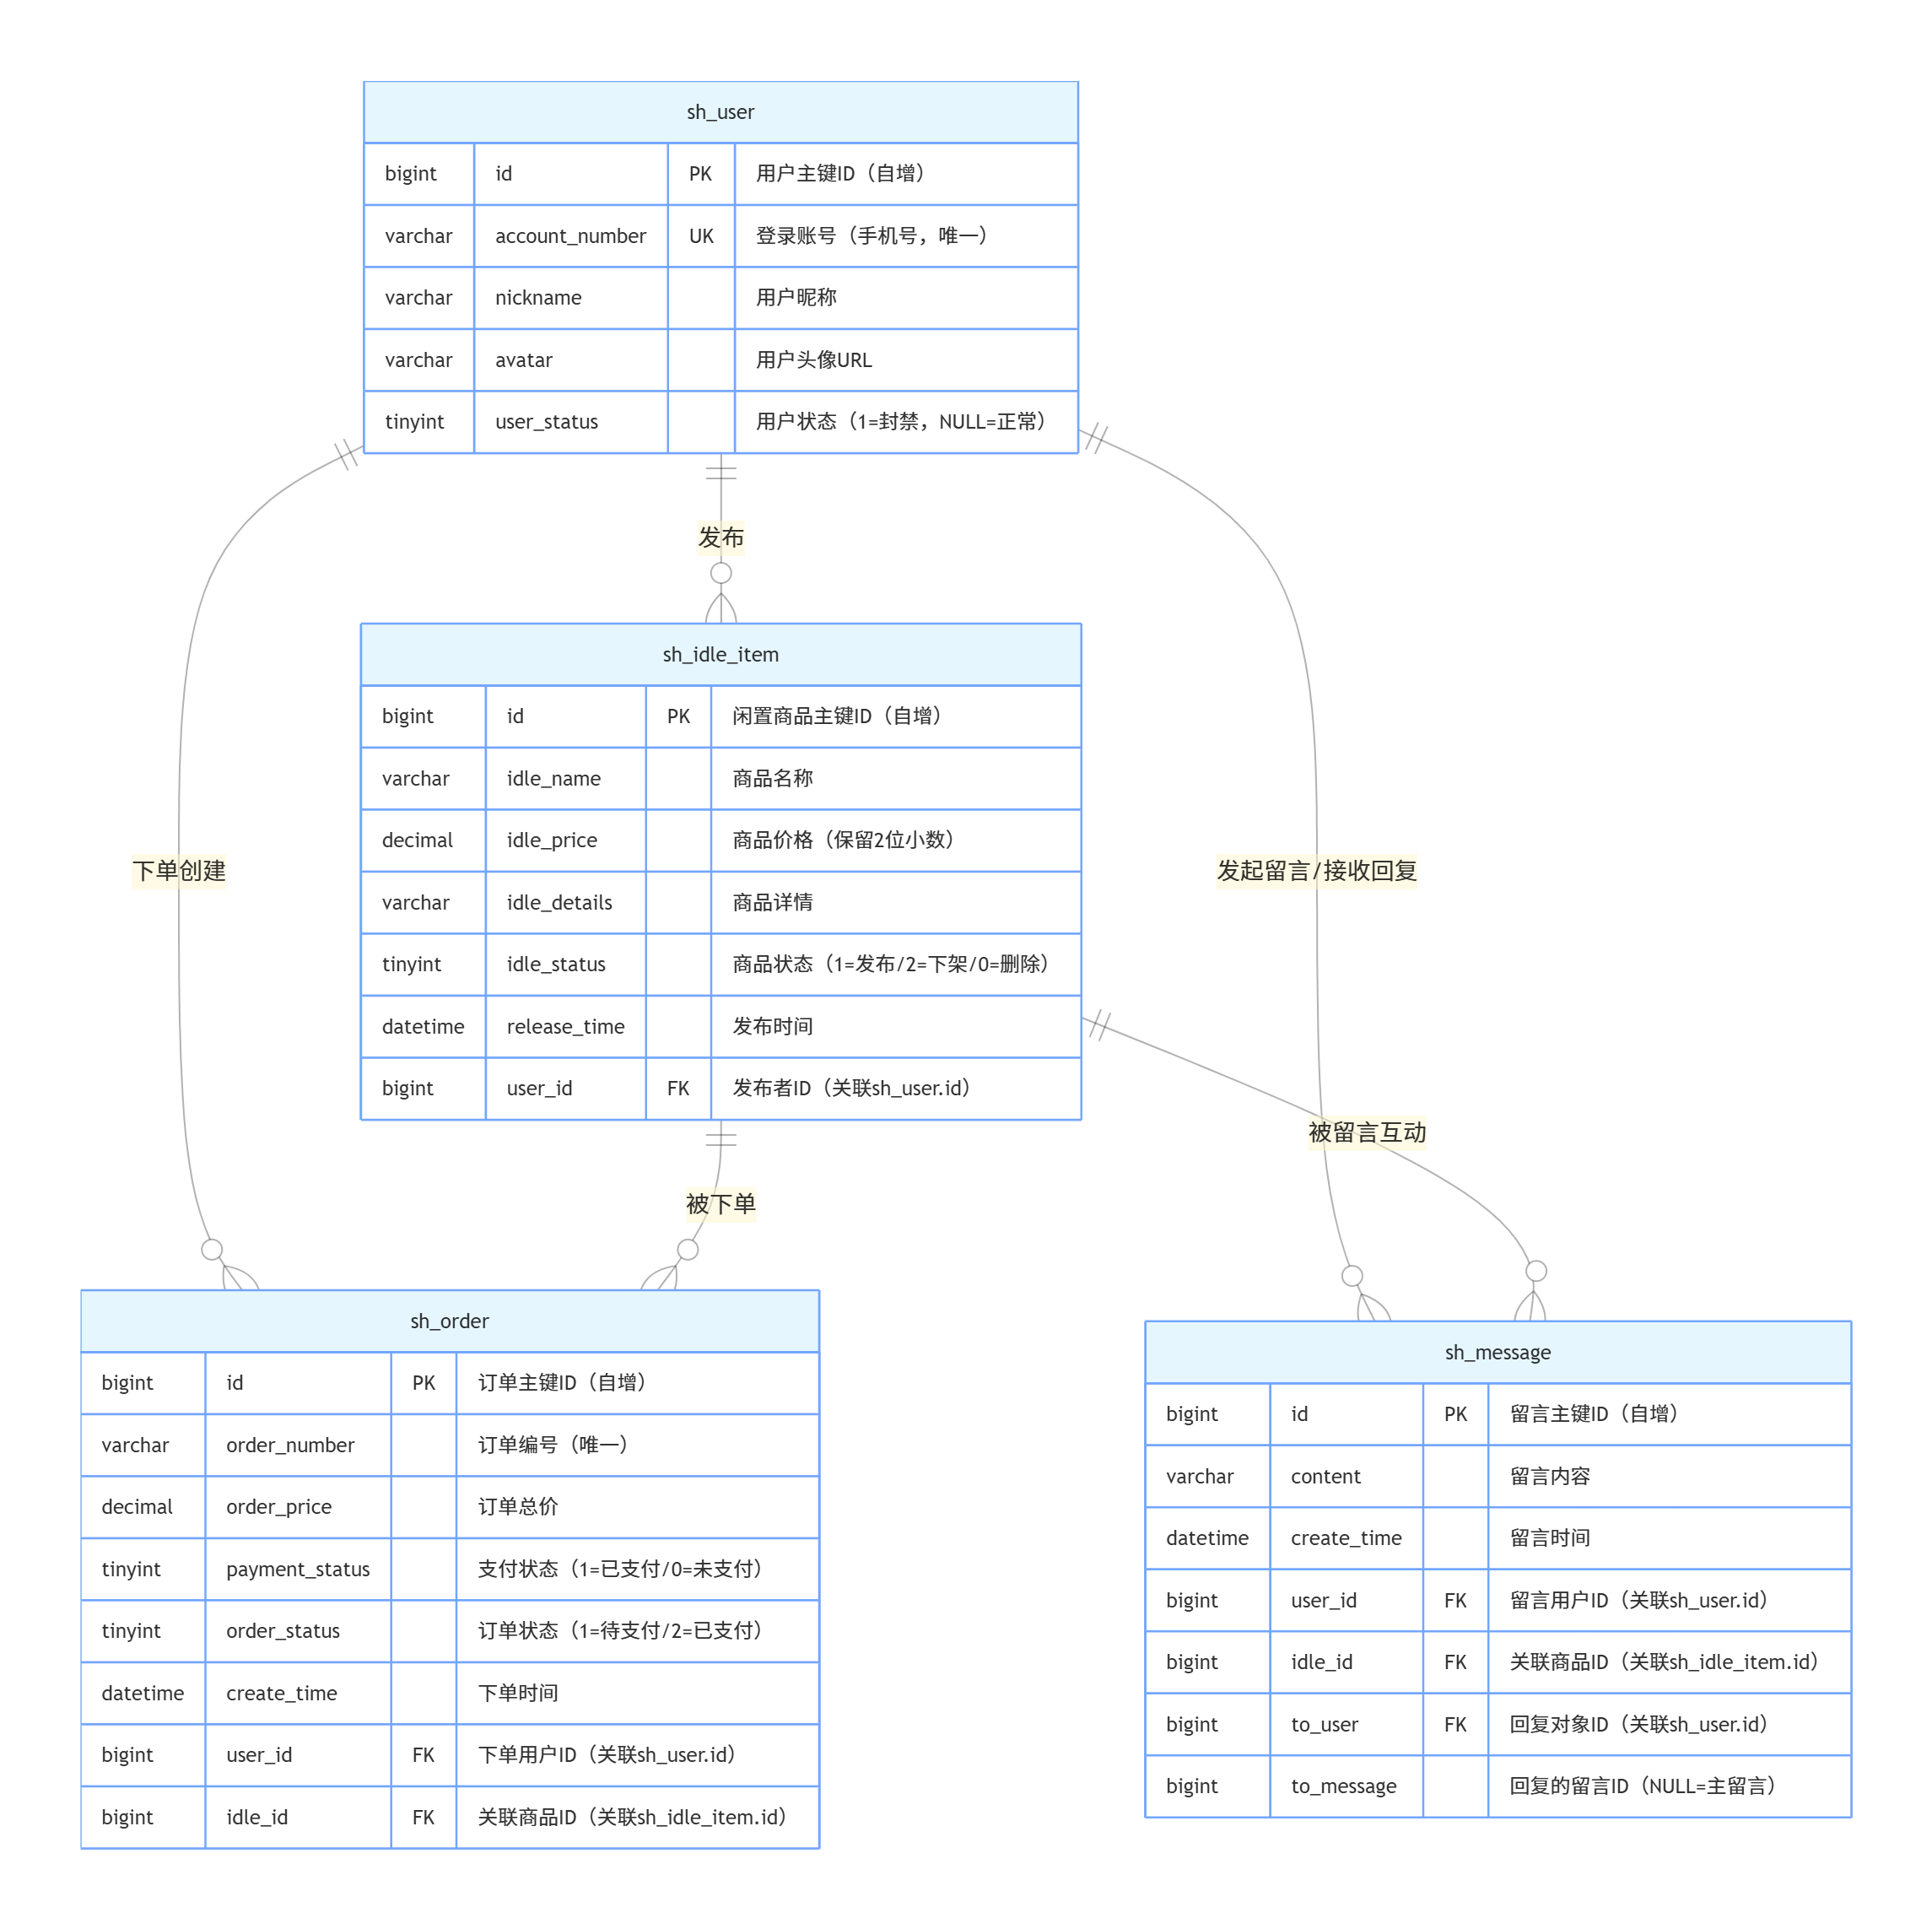 sh_user
bigint id PK 用户主键ID（自增）
varchar account_number UK 登录账号（手机号，唯一）
varchar nickname 用户昵称
varchar avatar 用户头像URL
tinyint user_status 用户状态（1=封禁，NULL=正常）
发布
sh_idle_item
bigint id PK 闲置商品主键ID（自增）
varchar idle_name 商品名称
decimal idle_price 商品价格（保留2位小数）
varchar idle_details 商品详情
tinyint idle_status 商品状态（1=发布/2=下架/0=删除）
datetime release_time 发布时间
bigint user_id FK 发布者ID（关联sh_user.id）
下单创建
发起留言/接收回复
被留言互动
被下单
sh_order
bigint id PK 订单主键ID（自增）
varchar order_number 订单编号（唯一）
decimal order_price 订单总价
tinyint payment_status 支付状态（1=已支付/0=未支付）
tinyint order_status 订单状态（1=待支付/2=已支付）
datetime create_time 下单时间
bigint user_id FK 下单用户ID（关联sh_user.id）
bigint idle_id FK 关联商品ID（关联sh_idle_item.id）
sh_message
bigint id PK 留言主键ID（自增）
varchar content 留言内容
datetime create_time 留言时间
bigint user_id FK 留言用户ID（关联sh_user.id）
bigint idle_id FK 关联商品ID（关联sh_idle_item.id）
bigint to_user FK 回复对象ID（关联sh_user.id）
bigint to_message 回复的留言ID（NULL=主留言）